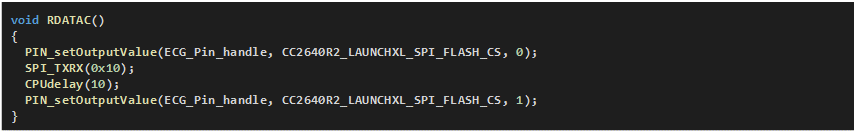 void RDATAC()
{
  PIN_setOutputValue(ECG_Pin_handle, CC2640R2_LAUNCHXL_SPI_FLASH_CS, 0);
  SPI_TXRX(0x10);
  CPUdelay(10);
  PIN_setOutputValue(ECG_Pin_handle, CC2640R2_LAUNCHXL_SPI_FLASH_CS, 1);
}